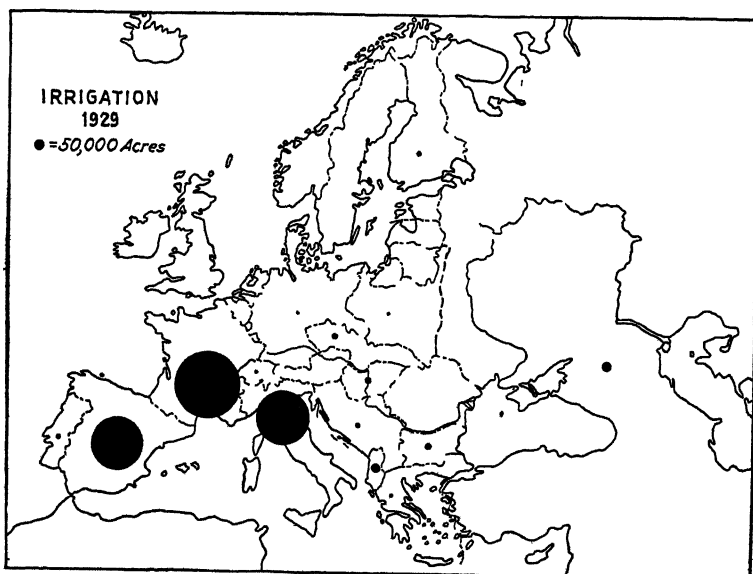 IRRIGATION
1929
● =50,000 Acres